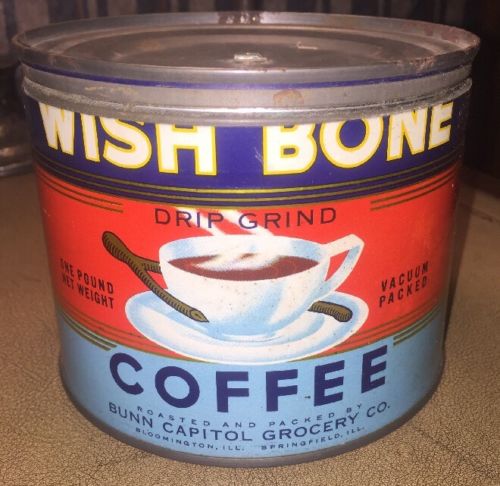 WISH BONE
DRIP GRIND
ONE POUND
NET WEIGHT
VACUUM
PACKED
COFFEE
ROASTED AND PACKED BY
BUNN CAPITOL GROCERY CO.
BLOOMINGTON, ILL. SPRINGFIELD, ILL.